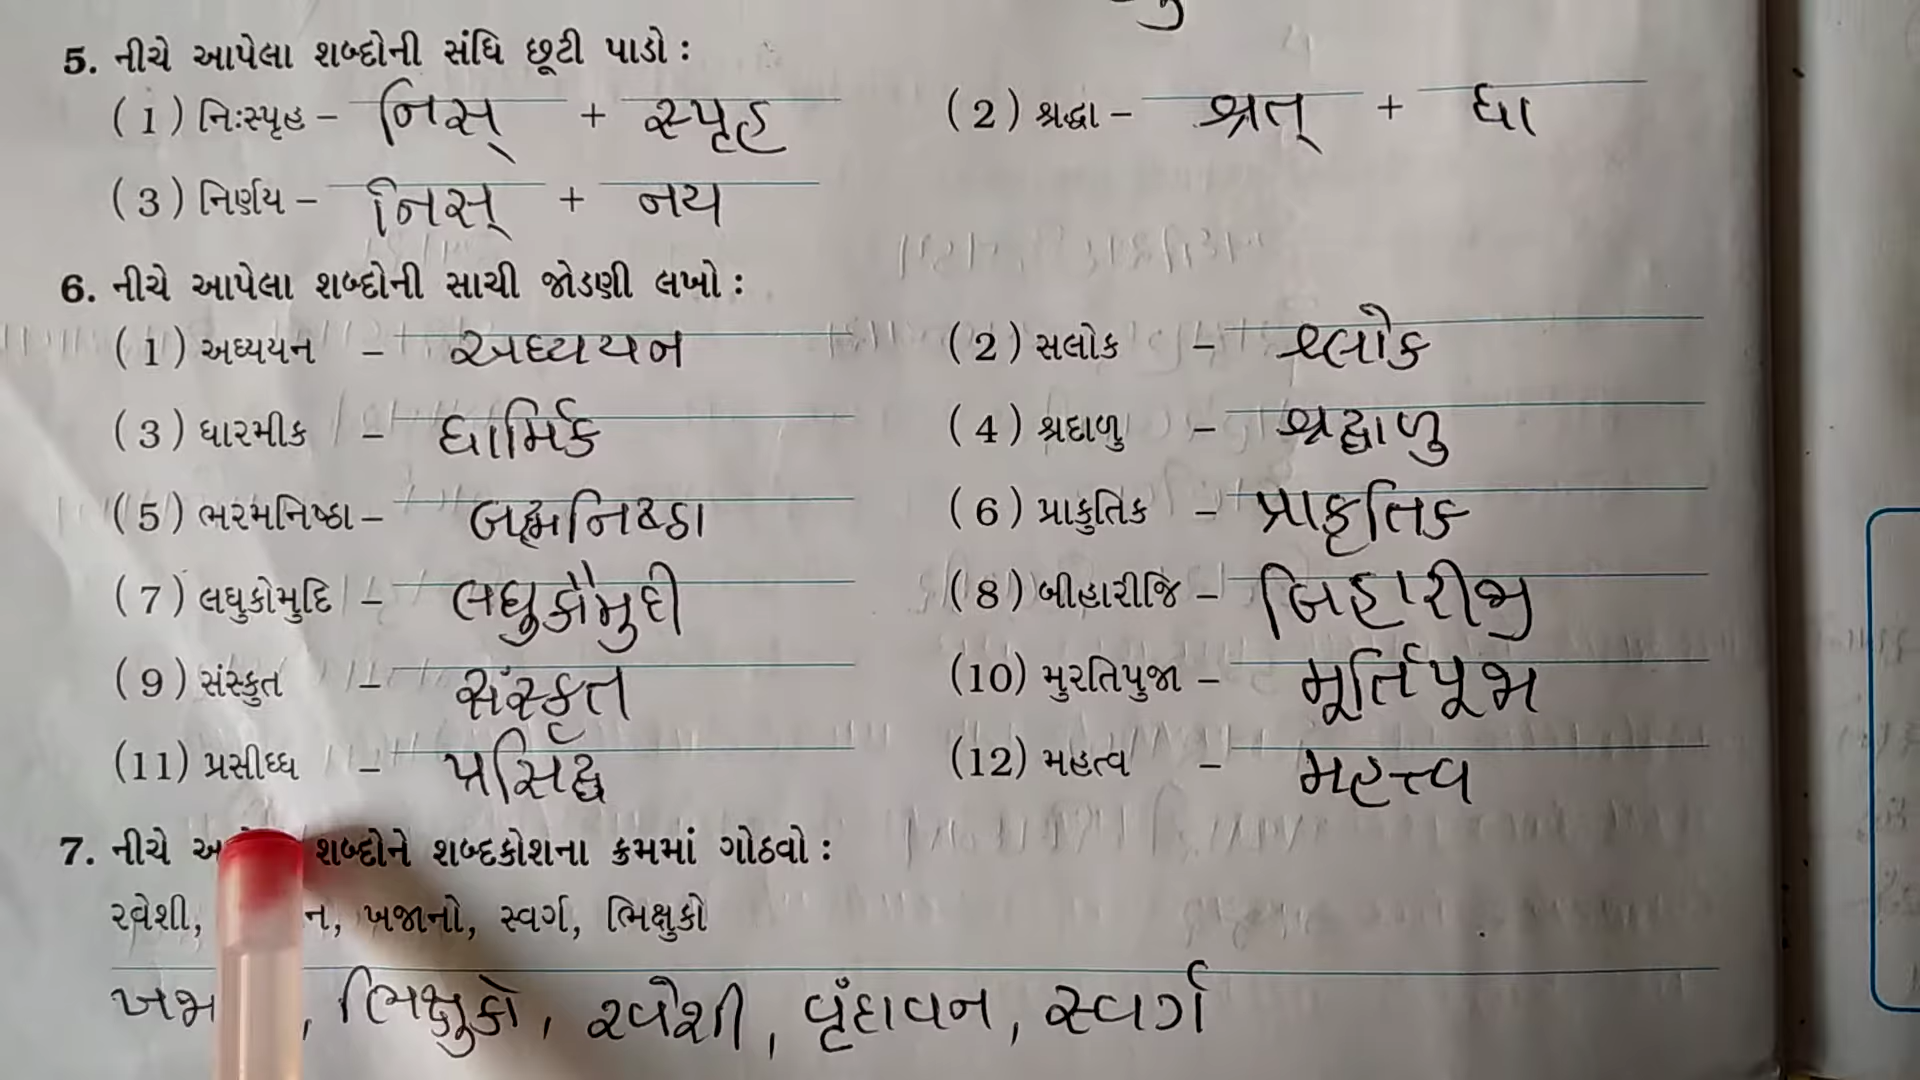 5. નીચે આપેલા શબ્દોની સંધિ છૂટી પાડો :
(1) નિઃસ્પૃહ – નિસ્ + સ્પૃહ (2) શ્રદ્ધા – શ્રત્ + ધા
(3) નિર્ણય – નિસ્ + નય
6. નીચે આપેલા શબ્દોની સાચી જોડણી લખો :
(1) અઘ્યયન – અધ્યયન (2) સલોક – શ્લોક
(3) ધારમીક – ધાર્મિક (4) શ્રદાળુ – શ્રદ્ધાળુ
(5) ભરમનિષ્ઠા – બ્રહ્મનિષ્ઠા (6) પ્રાકુતિક – પ્રાકૃતિક
(7) લઘુકોમુદિ – લઘુકૌમુદી (8) બીહારીજિ – બિહારીજી
(9) સંસ્કુત – સંસ્કૃત (10) મુરતિપુજા – મૂર્તિપૂજા
(11) પ્રસીધ્ધ – પ્રસિદ્ધ (12) મહત્વ – મહત્ત્વ
7. નીચે શબ્દોને શબ્દકોશના ક્રમમાં ગોઠવો :
રવેશી, ખજાનો, સ્વર્ગ, ભિક્ષુકો
ભિક્ષુકો, રવેશી, વૃંદાવન, સ્વર્ગ